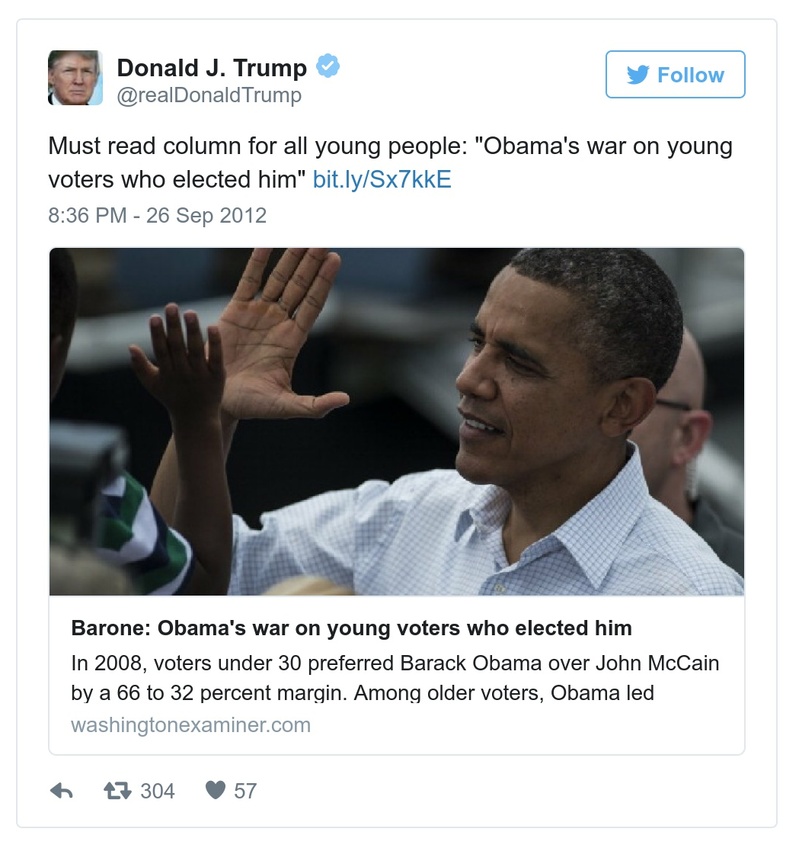 Donald J. Trump
@realDonaldTrump
Follow
Must read column for all young people: "Obama's war on young
voters who elected him" bit.ly/Sx7kkE
8:36 PM - 26 Sep 2012
Barone: Obama's war on young voters who elected him
In 2008, voters under 30 preferred Barack Obama over John McCain
by a 66 to 32 percent margin. Among older voters, Obama led
washingtonexaminer.com
304 57